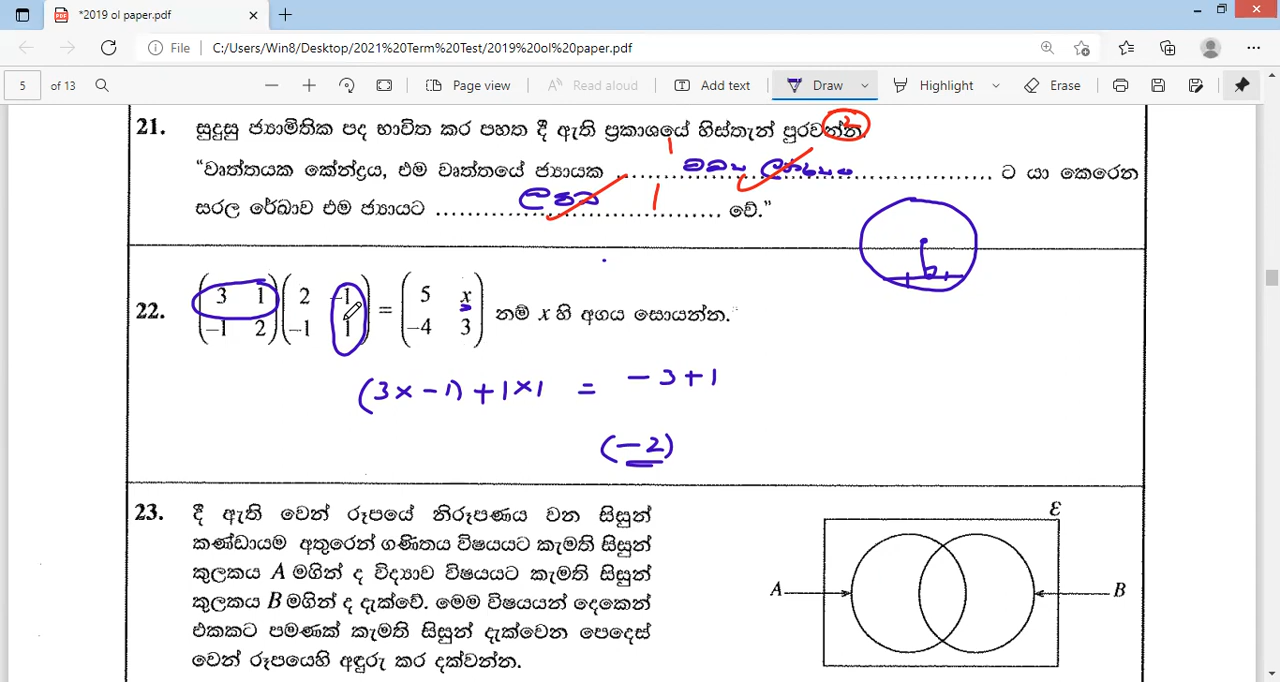 *2019 ol paper.pdf
File C:/Users/Win8/Desktop/2021%20Term%20Test/2019%20ol%20paper.pdf
5 of 13 Page view Read aloud Add text Draw Highlight Erase
21. සුදුසු ජ්‍යාමිතික පද භාවිත කර පහත දී ඇති ප්‍රකාශයේ හිස්තැන් පුරවන්න. 2
“වෘත්තයක කේන්ද්‍රය, එම වෘත්තයේ ජ්‍යායක .................... ට යා කෙරෙන
සරල රේඛාව එම ජ්‍යායට .................... වේ.”
22. (3 1 -1 2) (2 -1 -1 1) = (5 x -4 3) නම් x හි අගය සොයන්න.
(3 x - 1) + 1 x 1 = - 3 + 1
(-2)
23. දී ඇති වෙන් රූපයේ නිරූපණය වන සිසුන්
කණ්ඩායම අතුරෙන් ගණිතය විෂයයට කැමති සිසුන්
කුලකය A මගින් ද විද්‍යාව විෂයයට කැමති සිසුන්
කුලකය B මගින් ද දැක්වේ. මෙම විෂයයන් දෙකෙන්
එකකට පමණක් කැමති සිසුන් දැක්වෙන පෙදෙස්
වෙන් රූපයෙහි අඳුරු කර දක්වන්න.
ε
A
B